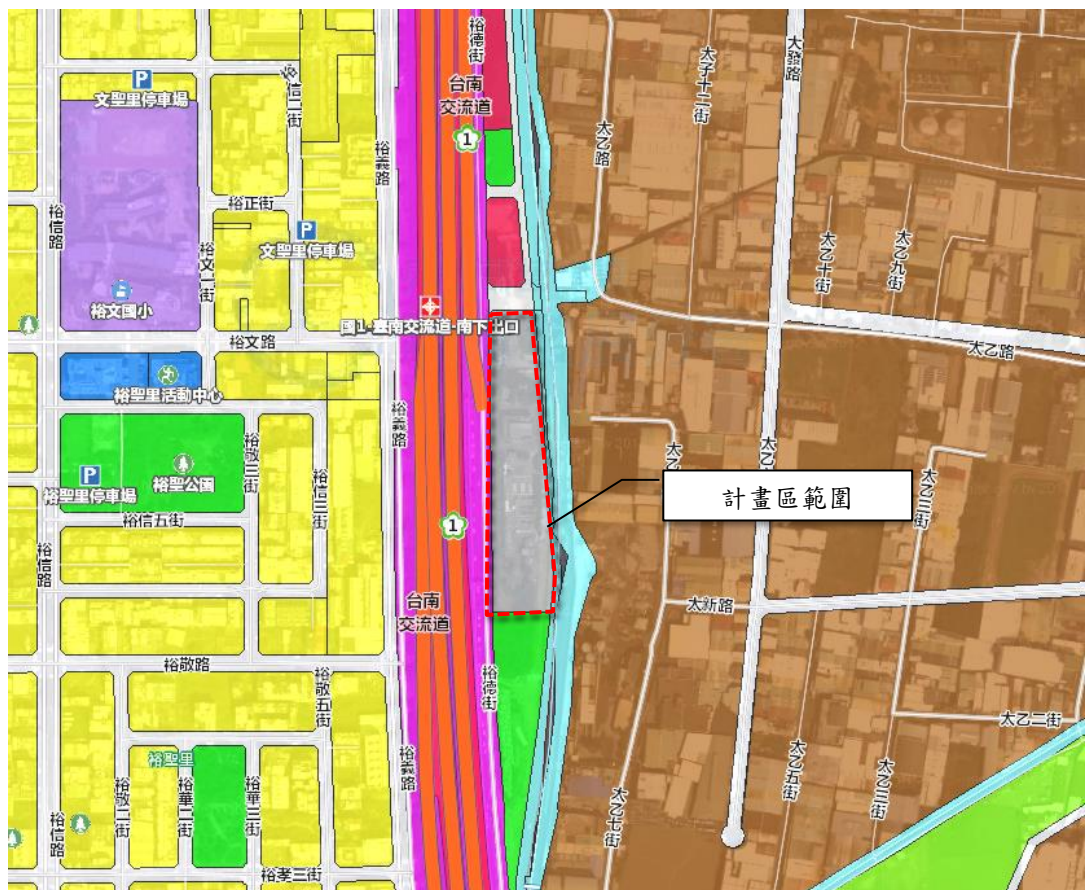 裕德街
台南
交流道
1
文聖里停車場
裕信二街
裕義路
太子十二街
大發路
太乙路
裕信路
裕正街
裕文一街
文聖里停車場
太乙十街
太乙九街
裕文國小
國1-臺南交流道-南下出口
裕文路
太乙路
裕聖里活動中心
裕義路
裕敬三街
裕信三街
裕聖公園
裕聖里停車場
裕信五街
計畫區範圍
太乙三街
1
裕信路
台南
交流道
太新路
裕敬路
裕德街
裕敬五街
太乙二街
裕聖里
裕義路
裕敬二街
裕華二街
裕華三街
太乙五街
太乙三街
太乙七街
裕信路
裕孝三街